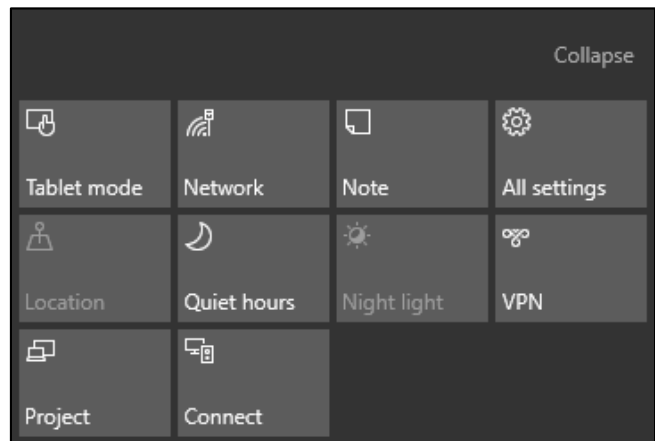 Collapse
Tablet mode
Network
Note
All settings
Location
Quiet hours
Night light
VPN
Project
Connect